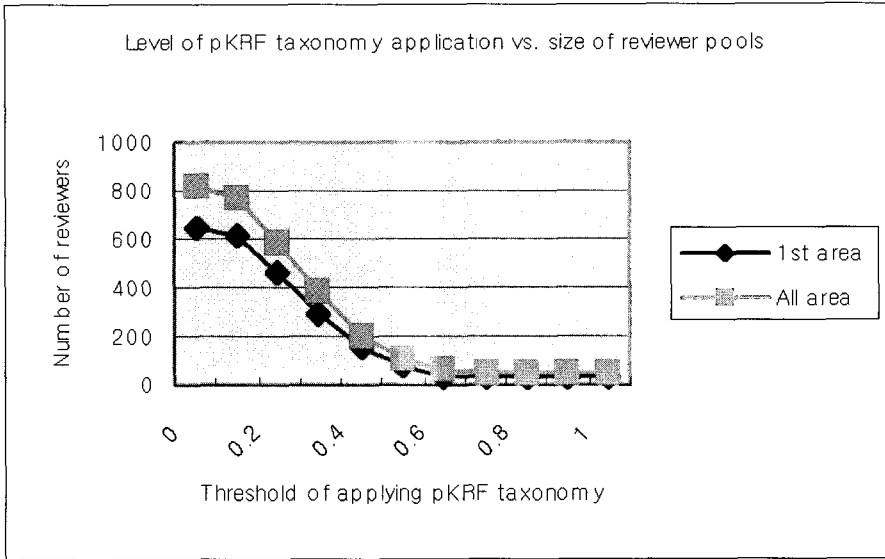 Level of pKRF taxonomy application vs. size of reviewer pools
Number of reviewers
1000
800
600
400
200
0
0
0.2
0.4
0.6
0.8
1
Threshold of applying pKRF taxonomy
1st area
All area